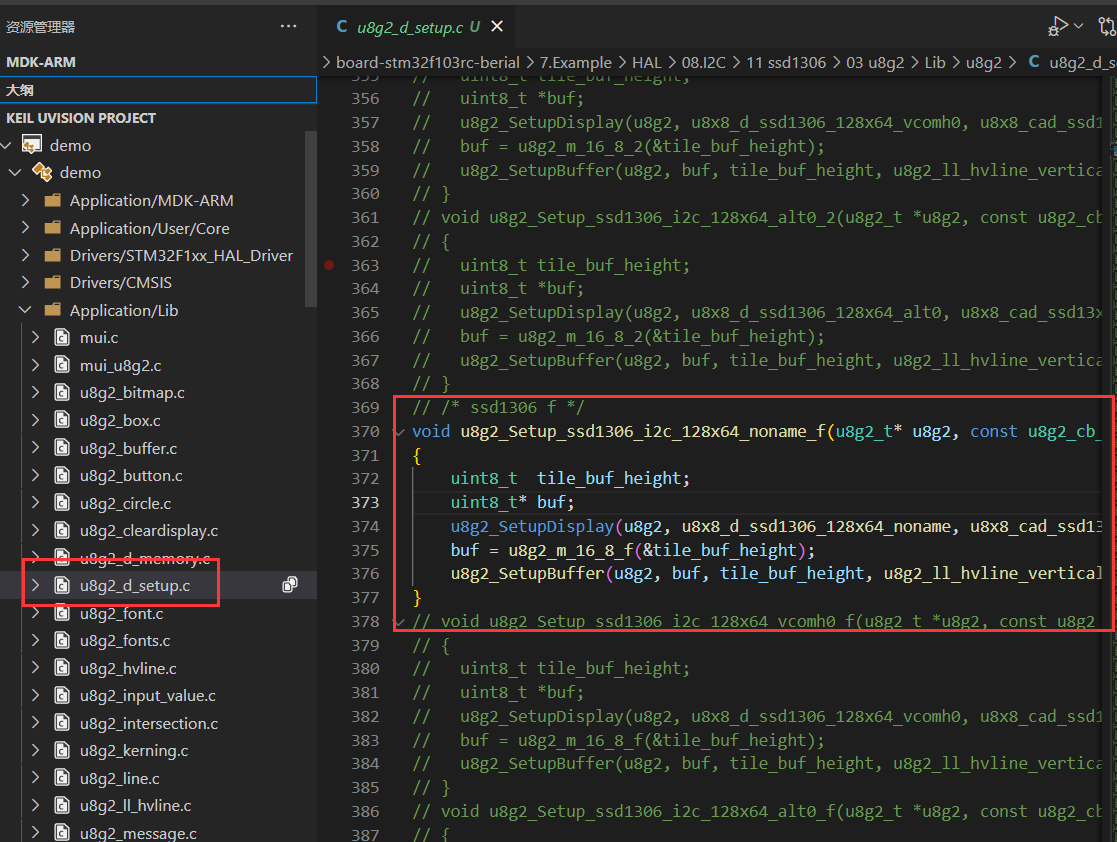 资源管理器
MDK-ARM
大纲
KEIL UVISION PROJECT
demo
demo
Application/MDK-ARM
Application/User/Core
Drivers/STM32F1xx_HAL_Driver
Drivers/CMSIS
Application/Lib
mui.c
mui_u8g2.c
u8g2_bitmap.c
u8g2_box.c
u8g2_buffer.c
u8g2_button.c
u8g2_circle.c
u8g2_cleardisplay.c
u8g2_d_memory.c
u8g2_d_setup.c
u8g2_font.c
u8g2_fonts.c
u8g2_hvline.c
u8g2_input_value.c
u8g2_intersection.c
u8g2_kerning.c
u8g2_line.c
u8g2_ll_hvline.c
u8g2_message.c
C u8g2_d_setup.c U
board-stm32f103rc-berial > 7.Example > HAL > 08.I2C > 11 ssd1306 > 03 u8g2 > Lib > u8g2 > C u8g2_d_s
355 //   uint8_t tile_buf_height;
356 //   uint8_t *buf;
357 //   u8g2_SetupDisplay(u8g2, u8x8_d_ssd1306_128x64_vcomh0, u8x8_cad_ssd1
358 //   buf = u8g2_m_16_8_2(&tile_buf_height);
359 //   u8g2_SetupBuffer(u8g2, buf, tile_buf_height, u8g2_ll_hvline_vertica
360 // }
361 // void u8g2_Setup_ssd1306_i2c_128x64_alt0_2(u8g2_t *u8g2, const u8g2_cb
362 // {
363 //   uint8_t tile_buf_height;
364 //   uint8_t *buf;
365 //   u8g2_SetupDisplay(u8g2, u8x8_d_ssd1306_128x64_alt0, u8x8_cad_ssd13x
366 //   buf = u8g2_m_16_8_2(&tile_buf_height);
367 //   u8g2_SetupBuffer(u8g2, buf, tile_buf_height, u8g2_ll_hvline_vertica
368 // }
369 // /* ssd1306 f */
370 void u8g2_Setup_ssd1306_i2c_128x64_noname_f(u8g2_t* u8g2, const u8g2_cb_
371 {
372     uint8_t  tile_buf_height;
373     uint8_t* buf;
374     u8g2_SetupDisplay(u8g2, u8x8_d_ssd1306_128x64_noname, u8x8_cad_ssd13
375     buf = u8g2_m_16_8_f(&tile_buf_height);
376     u8g2_SetupBuffer(u8g2, buf, tile_buf_height, u8g2_ll_hvline_vertical
377 }
378 // void u8g2_Setup_ssd1306_i2c_128x64_vcomh0_f(u8g2_t *u8g2, const u8g2_
379 // {
380 //   uint8_t tile_buf_height;
381 //   uint8_t *buf;
382 //   u8g2_SetupDisplay(u8g2, u8x8_d_ssd1306_128x64_vcomh0, u8x8_cad_ssd1
383 //   buf = u8g2_m_16_8_f(&tile_buf_height);
384 //   u8g2_SetupBuffer(u8g2, buf, tile_buf_height, u8g2_ll_hvline_vertica
385 // }
386 // void u8g2_Setup_ssd1306_i2c_128x64_alt0_f(u8g2_t *u8g2, const u8g2_cb
387 // {